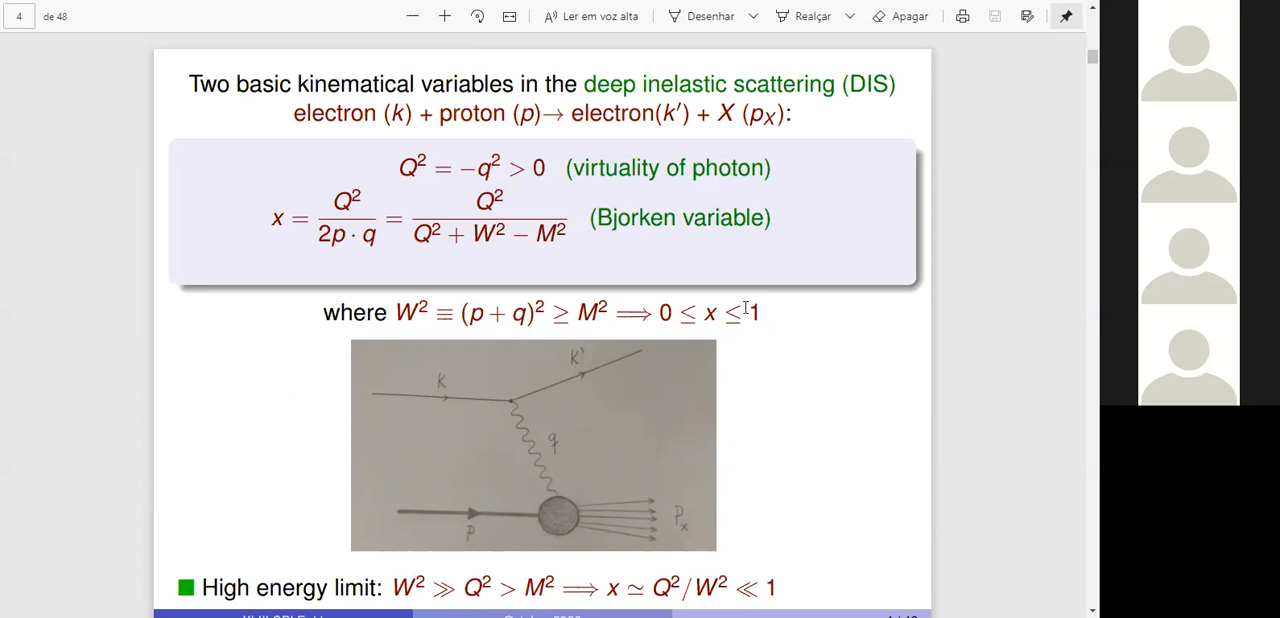 4 de 48
Ler em voz alta
Desenhar
Realçar
Apagar
Two basic kinematical variables in the deep inelastic scattering (DIS)
electron (k) + proton (p)→ electron(k′) + X (p_X):
Q² = −q² > 0 (virtuality of photon)
x = Q² / 2p · q = Q² / Q² + W² − M² (Bjorken variable)
where W² ≡ (p + q)² ≥ M² ⟹ 0 ≤ x ≤ 1
K
K'
q
P
P_x
High energy limit: W² ≫ Q² > M² ⟹ x ≃ Q²/W² ≪ 1